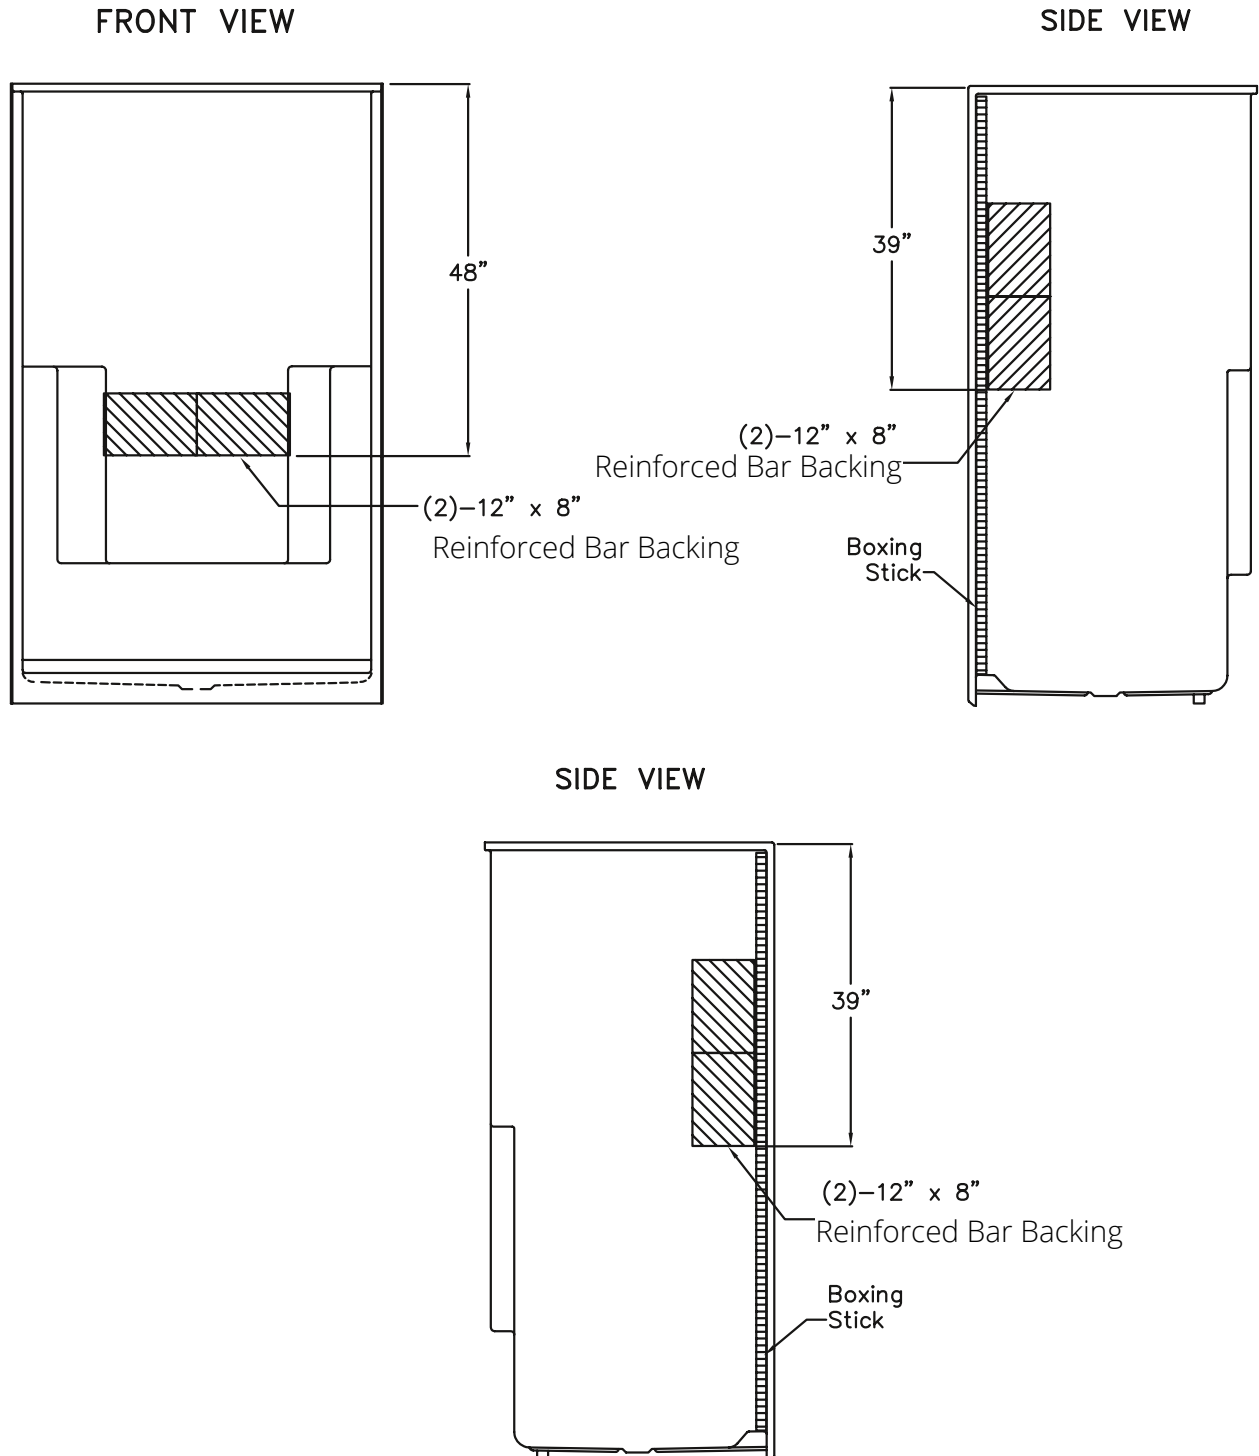 FRONT VIEW
48”
(2)–12” x 8”
Reinforced Bar Backing
SIDE VIEW
39”
(2)–12” x 8”
Reinforced Bar Backing
Boxing
Stick
SIDE VIEW
39”
(2)–12” x 8”
Reinforced Bar Backing
Boxing
Stick